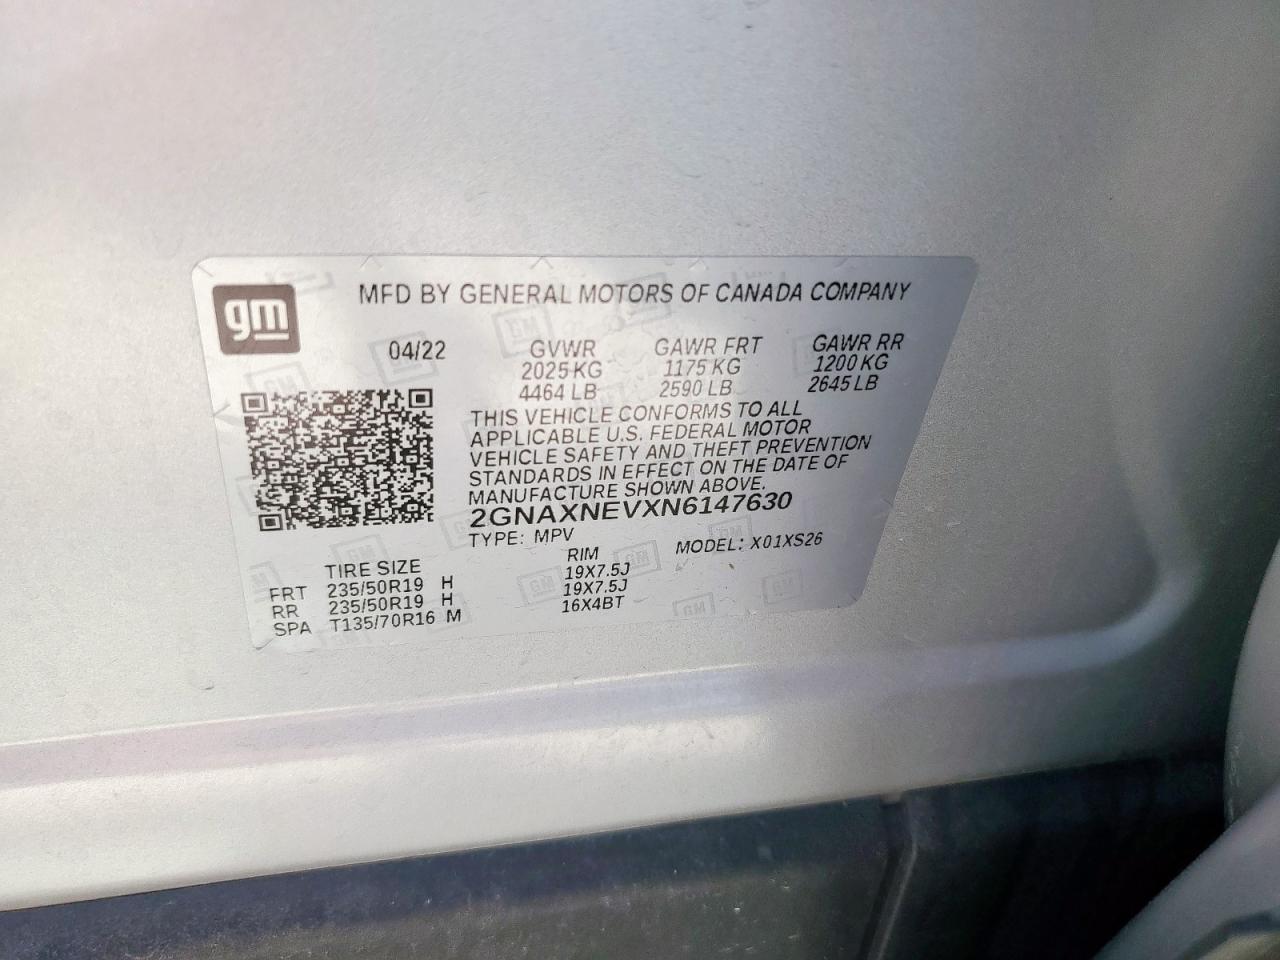 gm
MFD BY GENERAL MOTORS OF CANADA COMPANY
04/22 GVWR GAWR FRT GAWR RR
2025 KG 1175 KG 1200 KG
4464 LB 2590 LB 2645 LB
THIS VEHICLE CONFORMS TO ALL
APPLICABLE U.S. FEDERAL MOTOR
VEHICLE SAFETY AND THEFT PREVENTION
STANDARDS IN EFFECT ON THE DATE OF
MANUFACTURE SHOWN ABOVE.
2GNAXNEVXN6147630
TYPE: MPV MODEL: X01XS26
TIRE SIZE RIM
FRT 235/50R19 H 19X7.5J
RR 235/50R19 H 19X7.5J
SPA T135/70R16 M 16X4BT